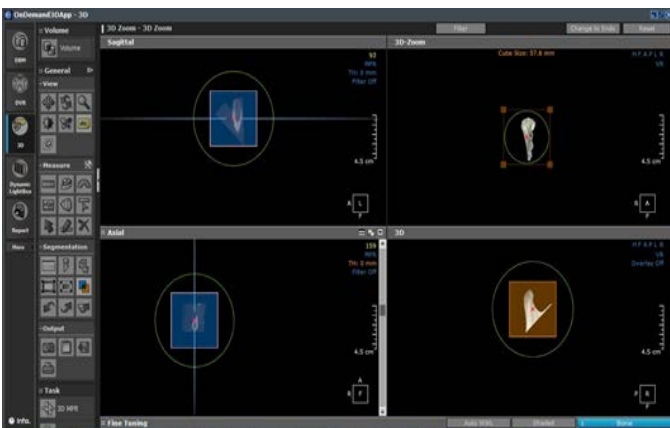 OnDemand3DApp - 3D
Volume
3D Zoom - 3D Zoom
Filter
Change to Endo
Reset
DBM
Volume
Sagittal
93
MPR
TH: 0 mm
Filter Off
4.5 cm
A L
F
3D Zoom
Cube Size: 57.6 mm
H F A P L R
VR
4.5 cm
R A
F
General
View
DVR
3D
Measure
Dynamic
LightBox
Report
More
Segmentation
Axial
159
MPR
TH: 0 mm
Filter Off
4.5 cm
A
R F
3D
H F A P L R
VR
Overlay Off
4.5 cm
P R
F
Output
Task
3D MPR
Info.
Fine Tuning
Auto W/WL
Shaded
Bone